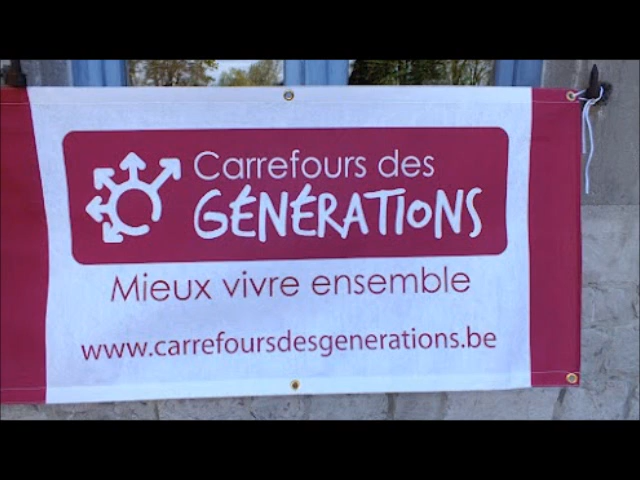 Carrefours des
GÉNÉRATIONS
Mieux vivre ensemble
www.carrefoursdesgenerations.be